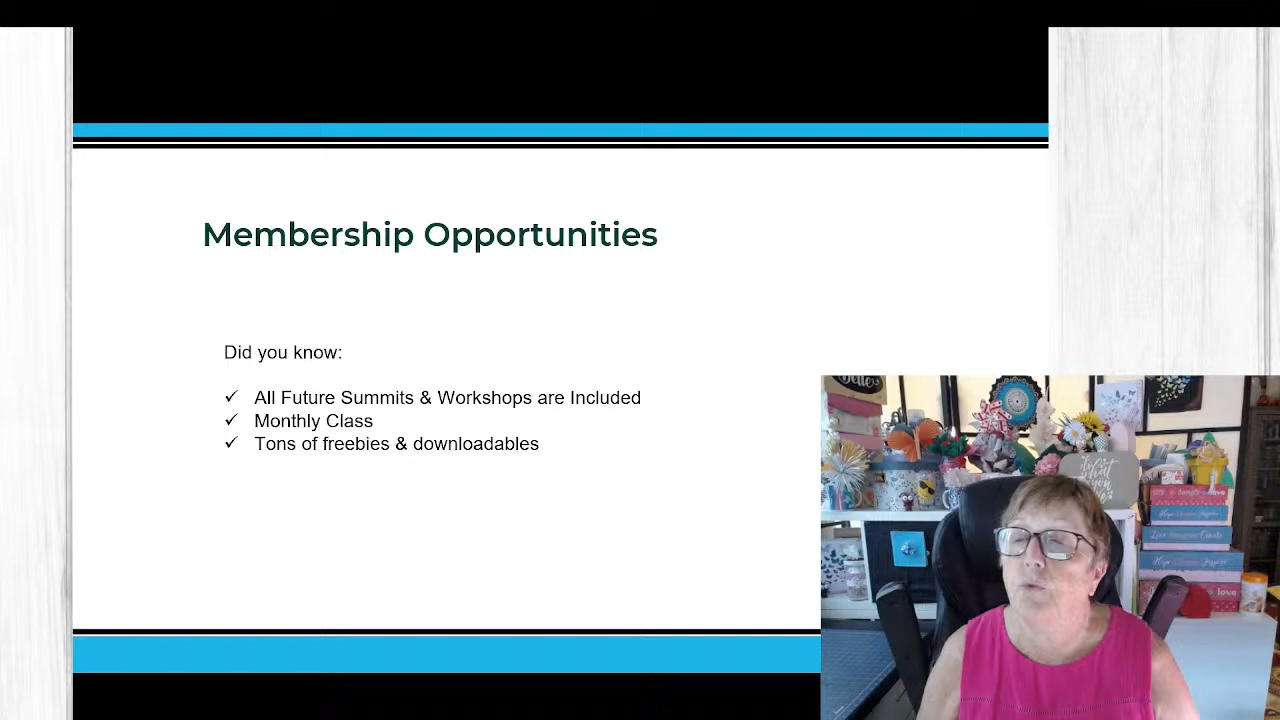 Membership Opportunities
Did you know:
✓ All Future Summits & Workshops are Included
✓ Monthly Class
✓ Tons of freebies & downloadables